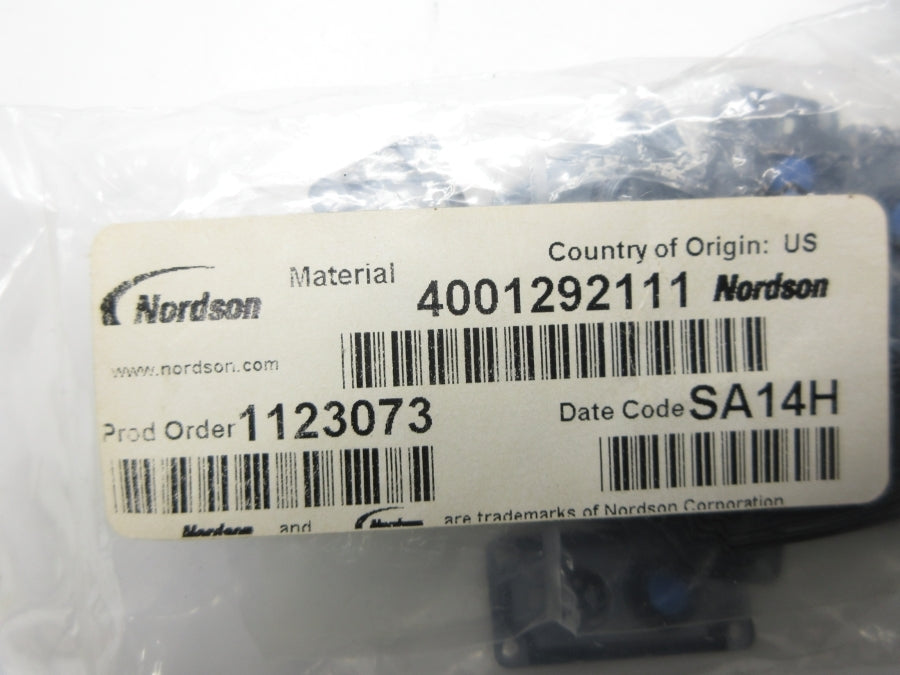 Country of Origin: US
Nordson Material 4001292111 Nordson
www.nordson.com
Prod Order 1123073 Date Code SA14H
Nordson and Nordson are trademarks of Nordson Corporation